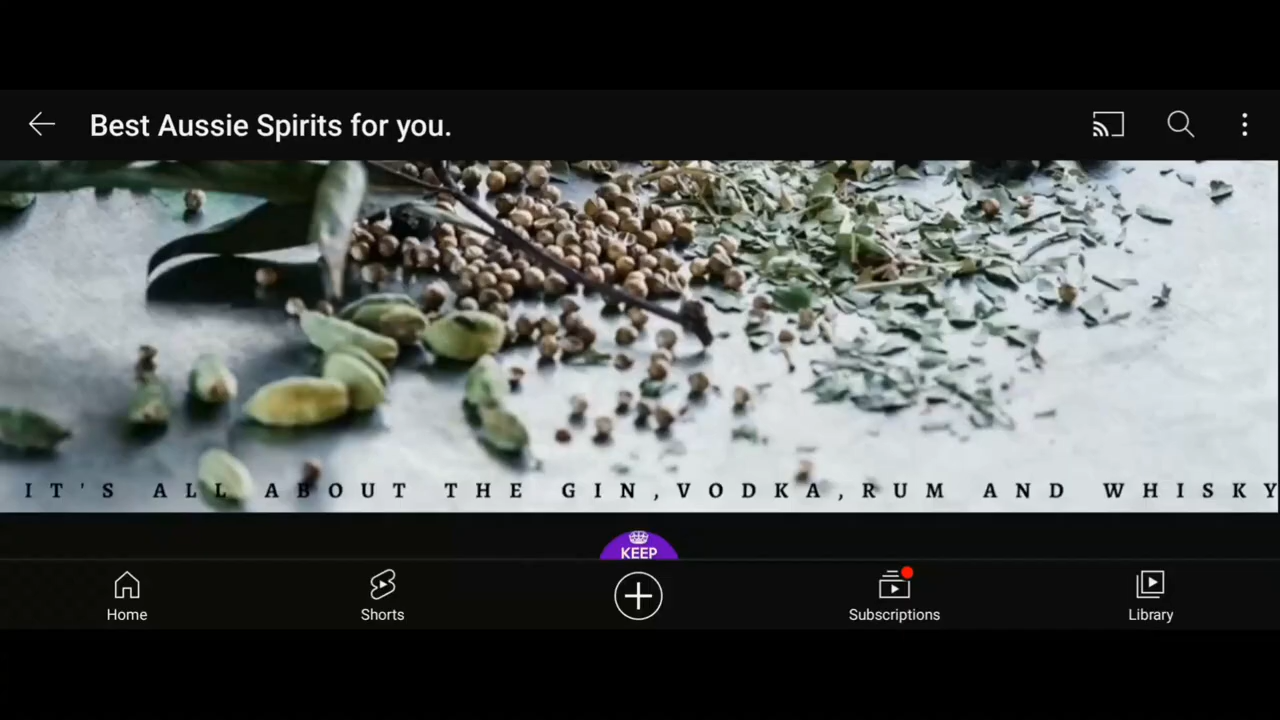 Best Aussie Spirits for you.
IT'S ALL ABOUT THE GIN,VODKA,RUM AND WHISKY
KEEP
Home Shorts Subscriptions Library